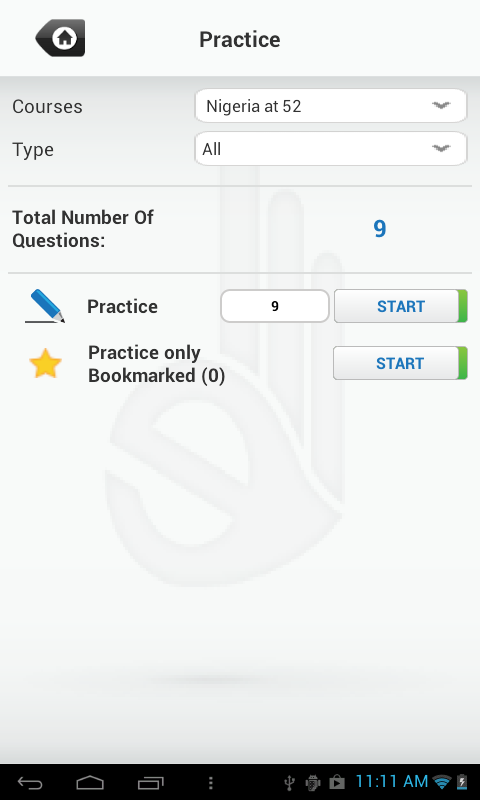 Practice
Courses
Nigeria at 52
Type
All
Total Number Of
Questions:
9
Practice
9
START
Practice only
Bookmarked (0)
START
11:11 AM